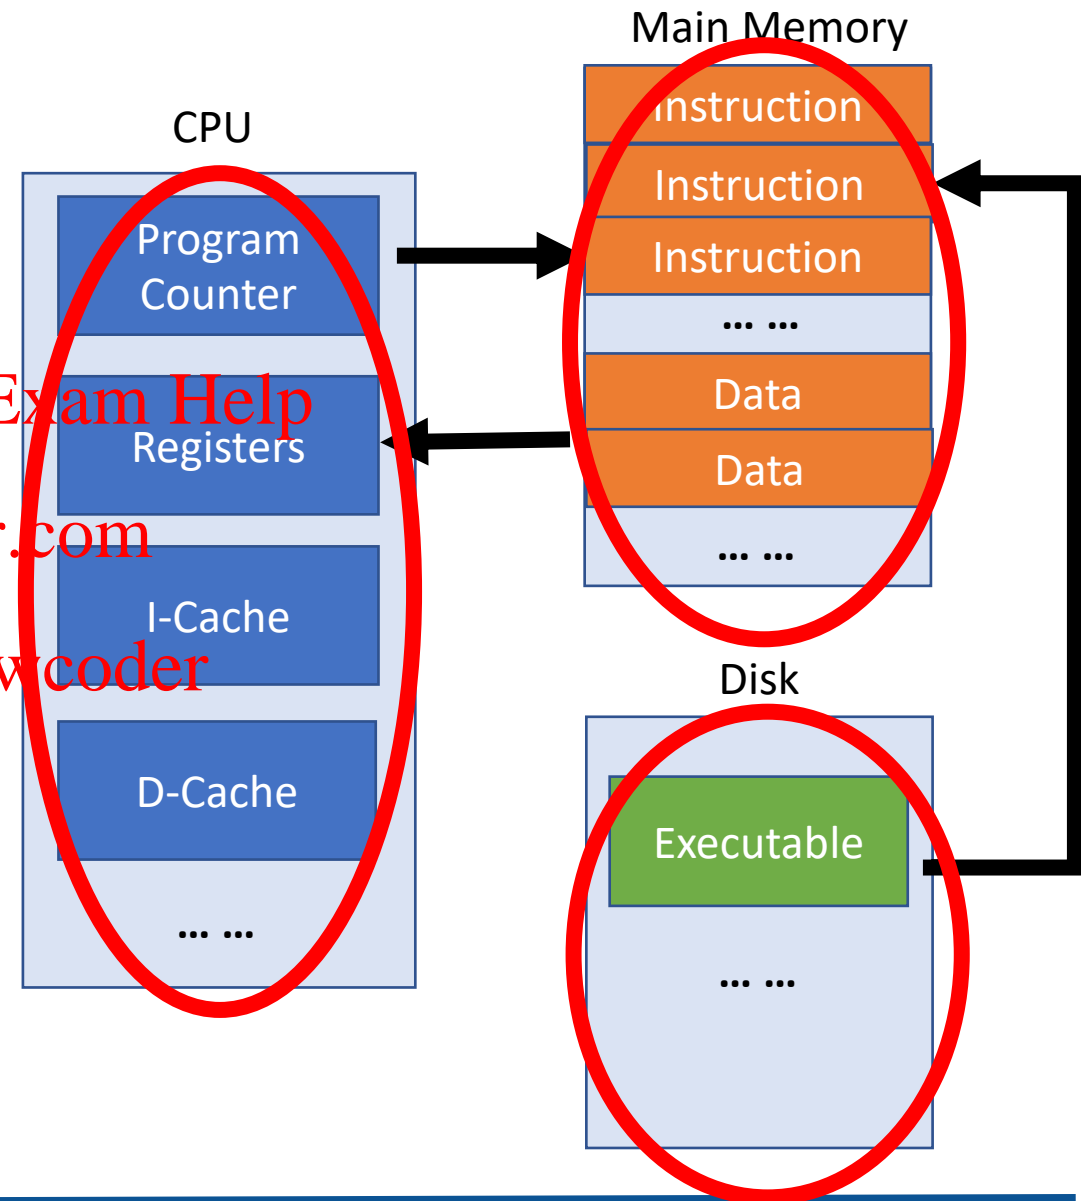 Main Memory
Instruction
Instruction
Instruction
... ...
Data
Data
... ...
CPU
Program
Counter
Registers
I-Cache
D-Cache
... ...
Exam Help
r.com
wcoder
Disk
Executable
... ...